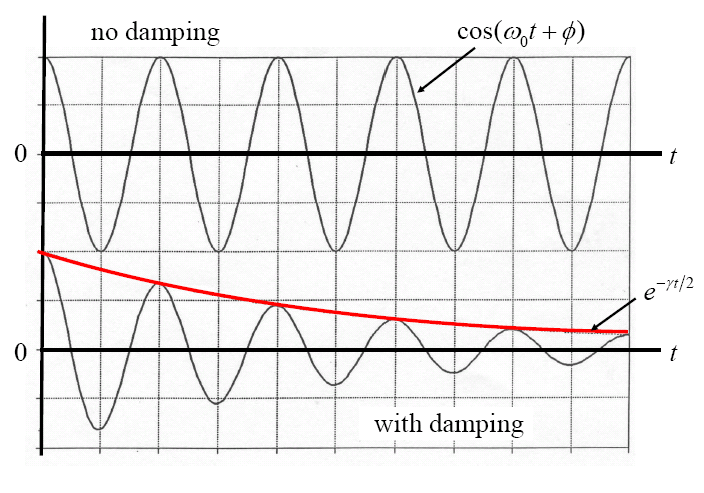 no damping
cos(ω₀t + ϕ)
0
t
e^{−γt/2}
0
t
with damping